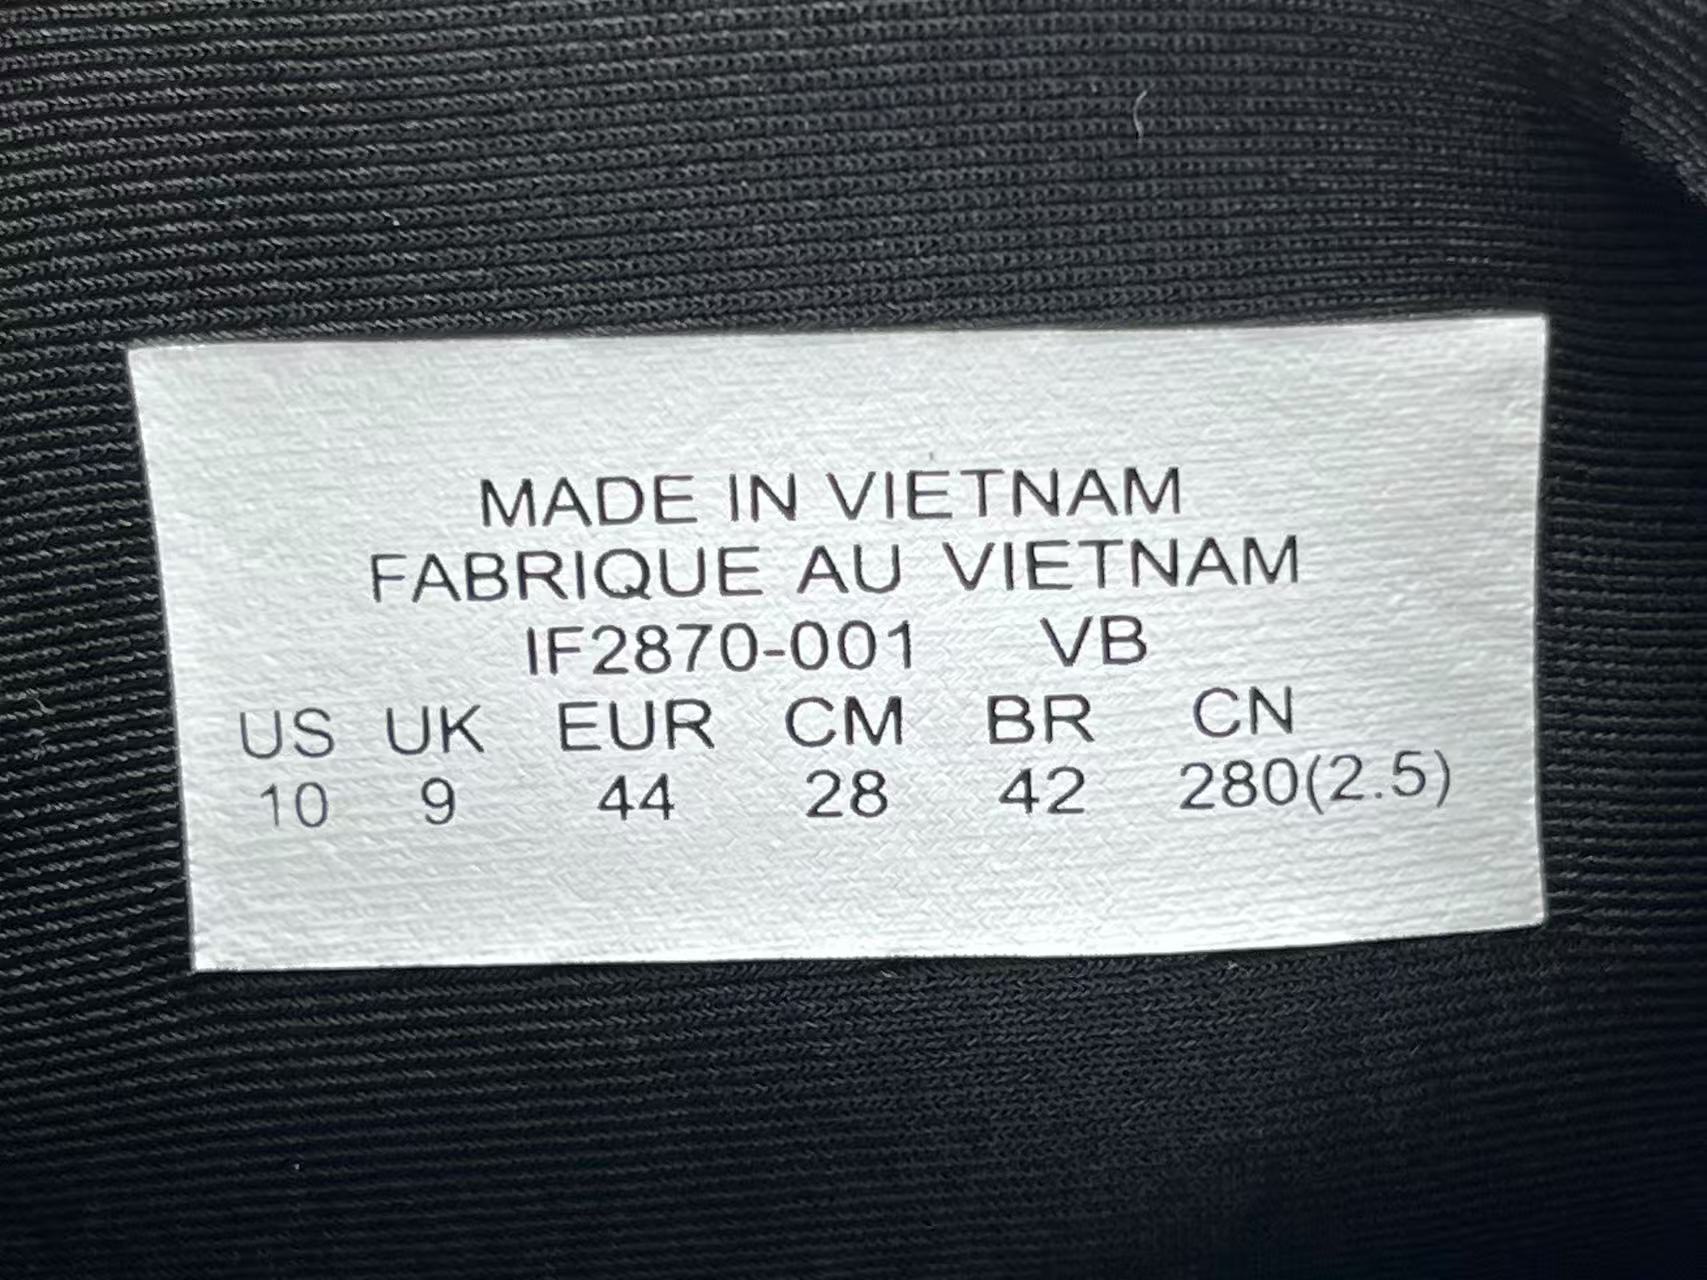 MADE IN VIETNAM
FABRIQUE AU VIETNAM
IF2870-001 VB
US UK EUR CM BR CN
10 9 44 28 42 280(2.5)